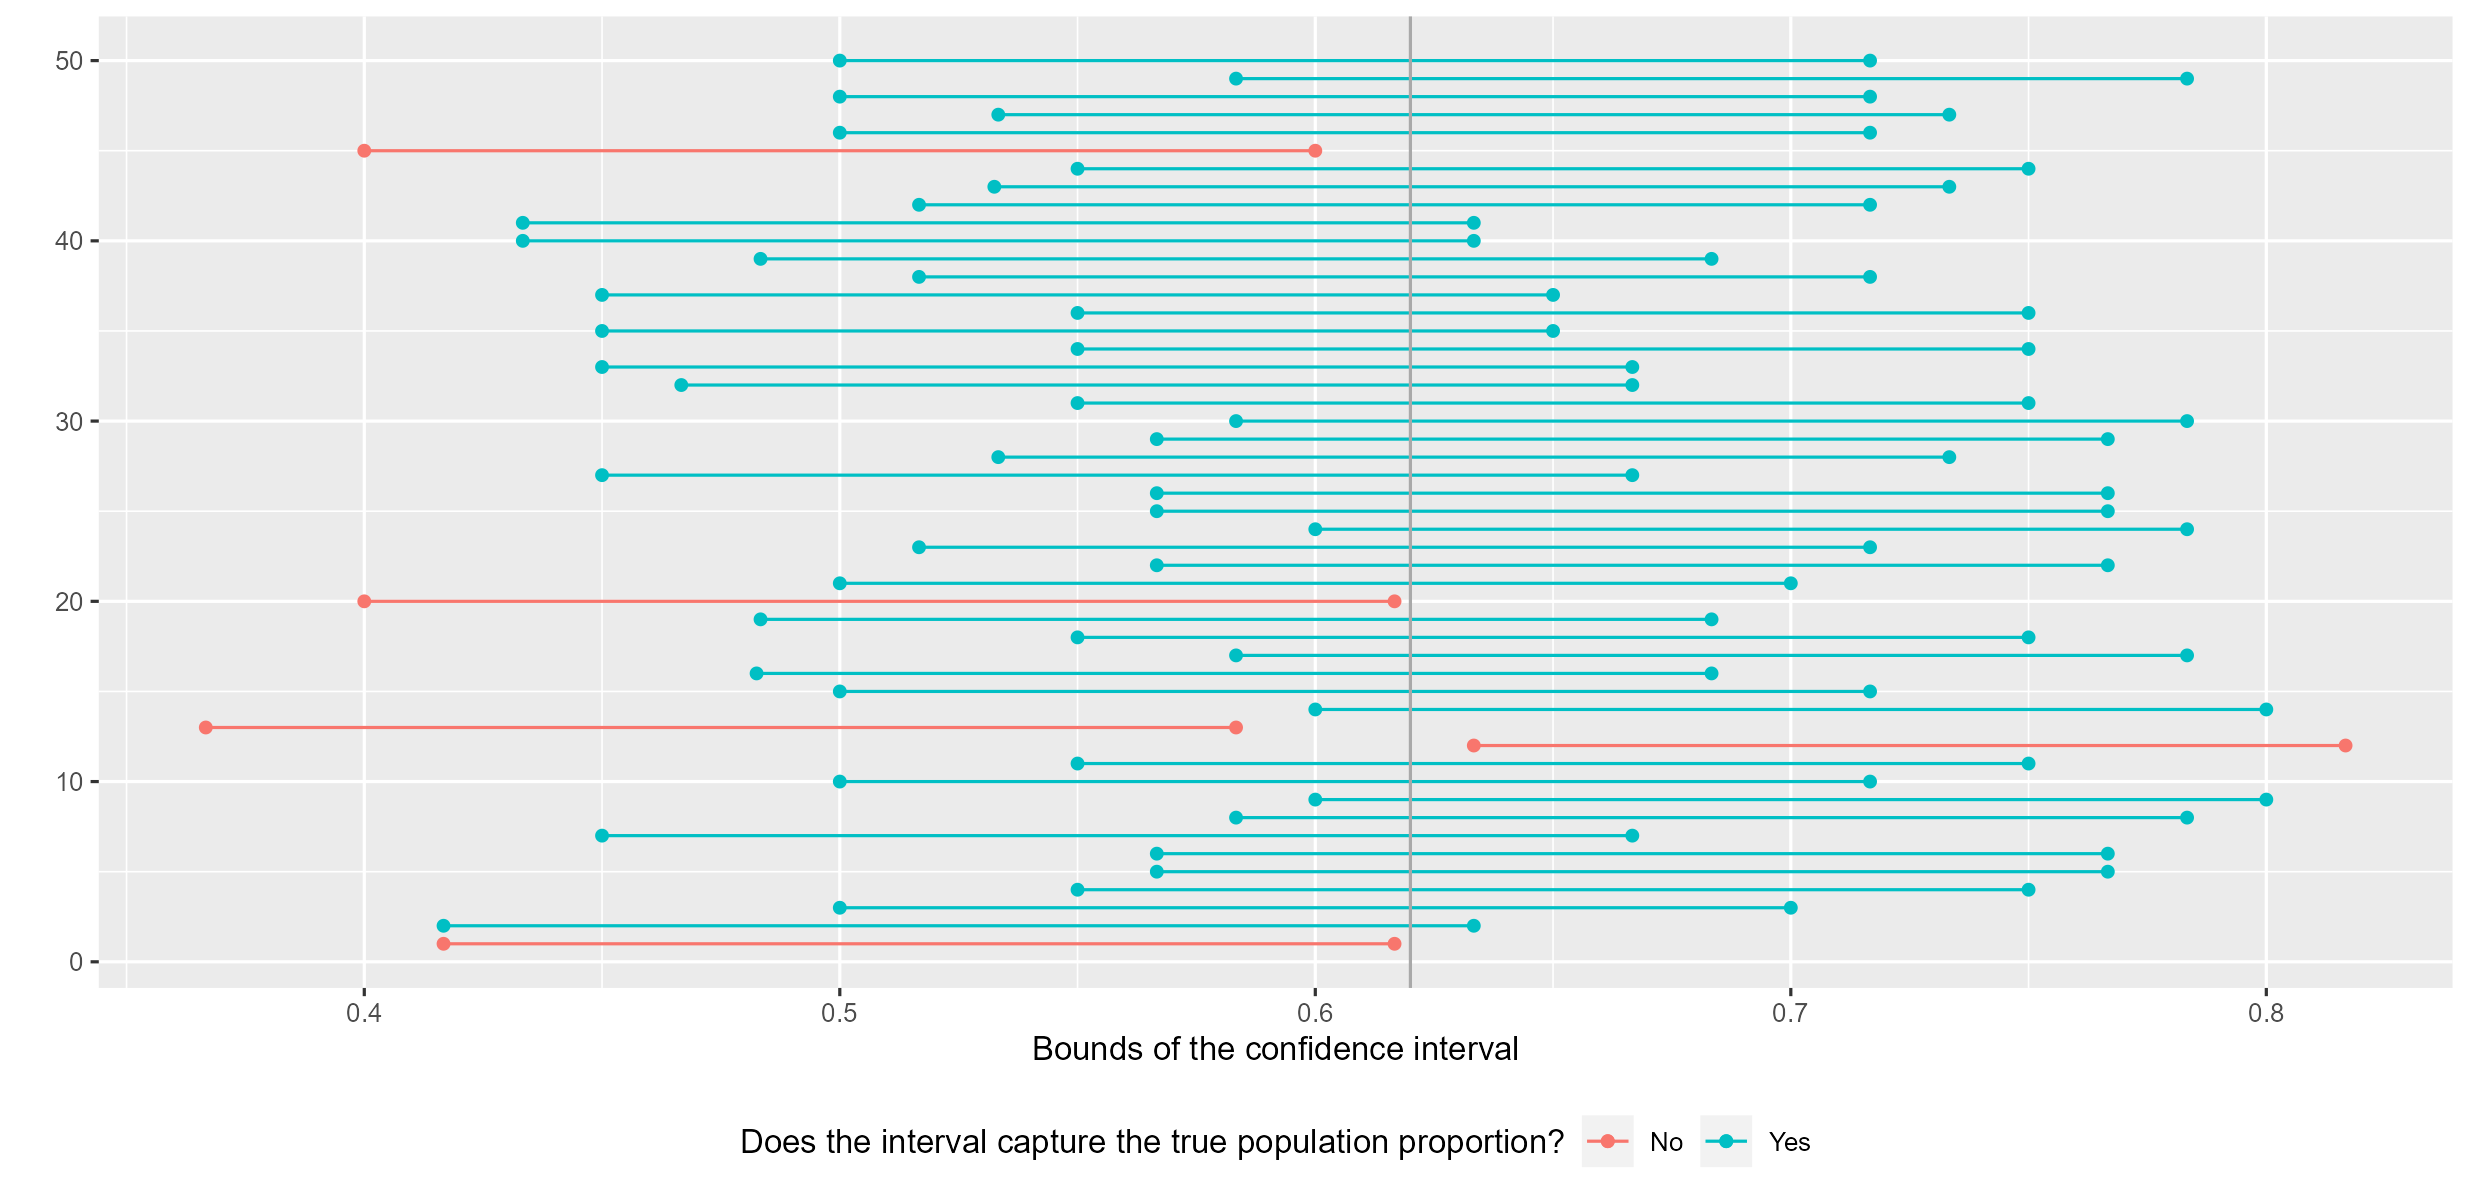 50
40
30
20
10
0
0.4 0.5 0.6 0.7 0.8
Bounds of the confidence interval
Does the interval capture the true population proportion? No Yes